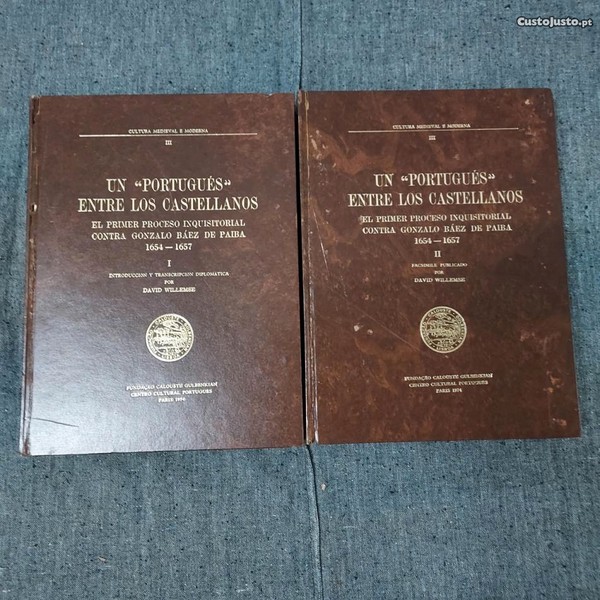 CustoJusto.pt
CULTURA MEDIEVAL E MODERNA
III
UN “PORTUGUÉS”
ENTRE LOS CASTELLANOS
EL PRIMER PROCESO INQUISITORIAL
CONTRA GONZALO BÁEZ DE PAIBA
1654—1657
I
INTRODUCCION Y TRANSCRIPCION DIPLOMATICA
POR
DAVID WILLEMSE
FUNDAÇÃO CALOUSTE GULBENKIAN
CENTRO CULTURAL PORTUGUES
PARIS 1974
CULTURA MEDIEVAL E MODERNA
III
UN “PORTUGUÉS”
ENTRE LOS CASTELLANOS
EL PRIMER PROCESO INQUISITORIAL
CONTRA GONZALO BÁEZ DE PAIBA
1654—1657
II
FACSIMILE PUBLICADO
POR
DAVID WILLEMSE
FUNDAÇÃO CALOUSTE GULBENKIAN
CENTRO CULTURAL PORTUGUES
PARIS 1974